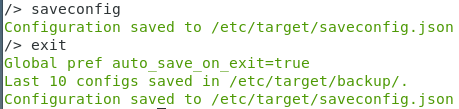 /> saveconfig
Configuration saved to /etc/target/saveconfig.json
/> exit
Global pref auto_save_on_exit=true
Last 10 configs saved in /etc/target/backup/.
Configuration saved to /etc/target/saveconfig.json